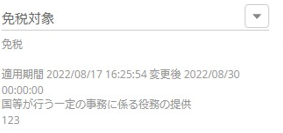 免税対象
免税
適用期間 2022/08/17 16:25:54 変更後 2022/08/30
00:00:00
国等が行う一定の事務に係る役務の提供
123